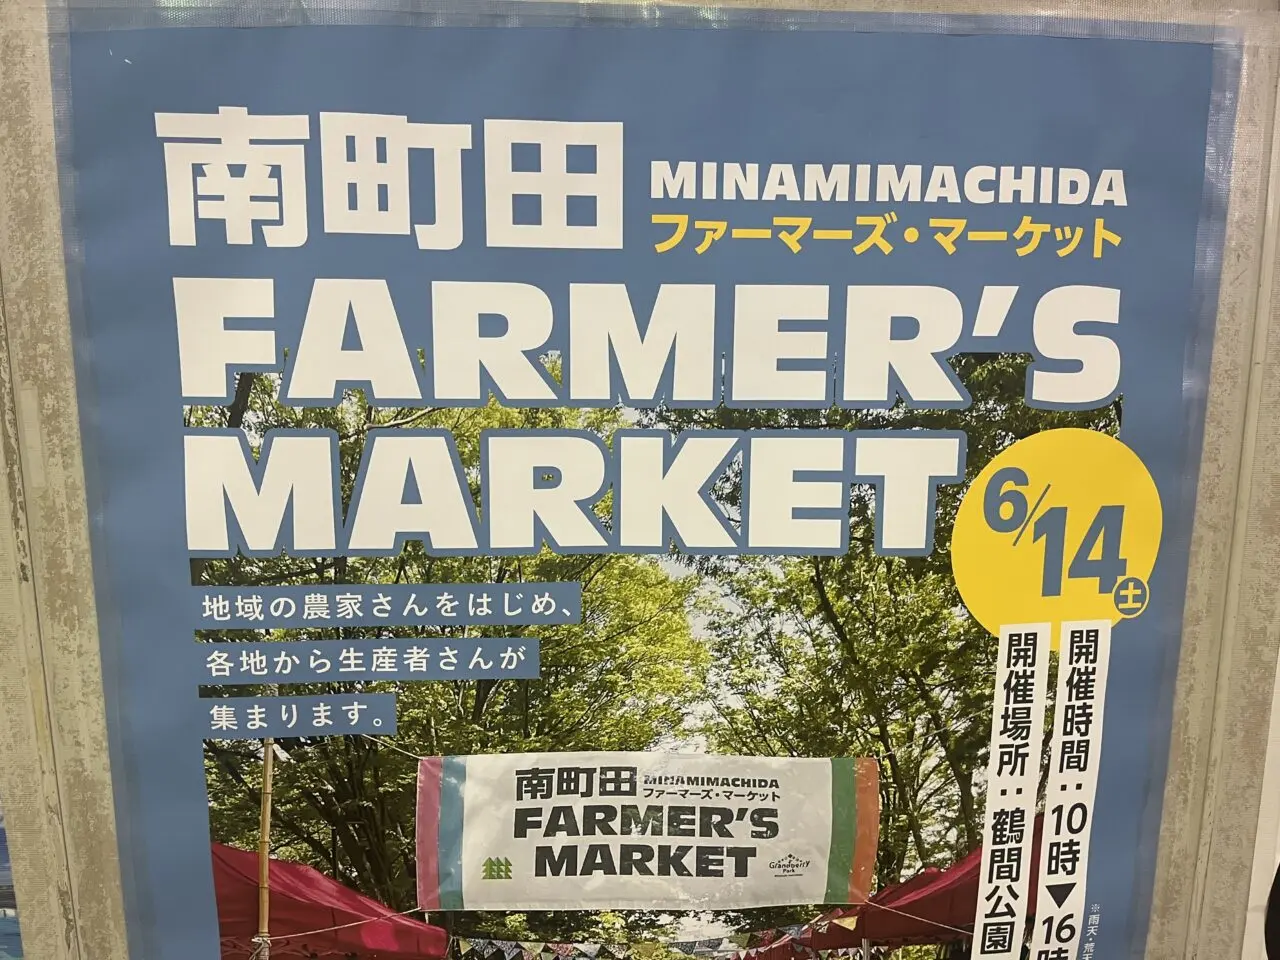 南町田
MINAMIMACHIDA
ファーマーズ・マーケット
FARMER'S
MARKET
6/14
土
地域の農家さんをはじめ、
各地から生産者さんが
集まります。
開催時間：10時▼16時
開催場所：鶴間公園
※雨天・荒天
南町田
MINAMIMACHIDA
ファーマーズ・マーケット
FARMER'S
MARKET
Grandberry
Park